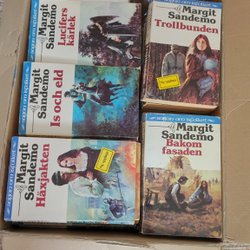 Margit
Sandemo
Lucifers
kärlek
Margit
Sandemo
Is och eld
Margit
Sandemo
Häxjakten
Margit
Sandemo
Trollbunden
Margit
Sandemo
Bakom
fasaden